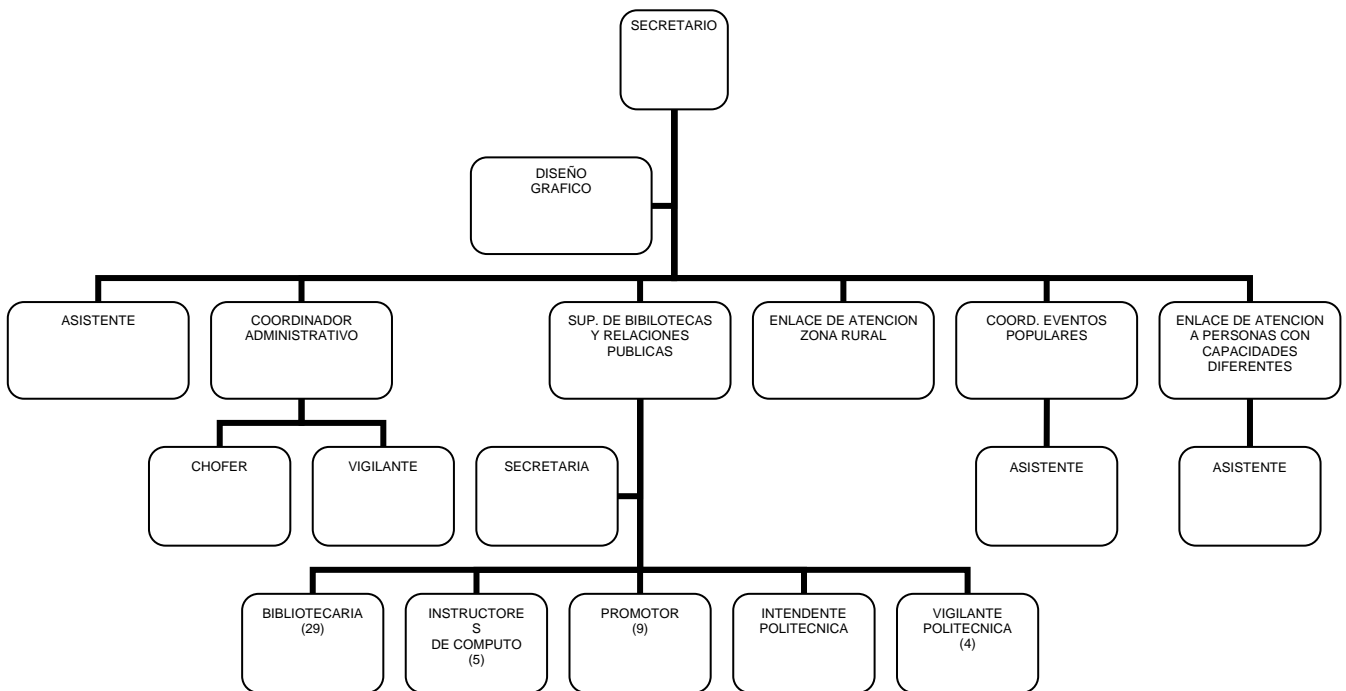 SECRETARIO
DISEÑO
GRAFICO
ASISTENTE
COORDINADOR
ADMINISTRATIVO
SUP. DE BIBILOTECAS
Y RELACIONES
PUBLICAS
ENLACE DE ATENCION
ZONA RURAL
COORD. EVENTOS
POPULARES
ENLACE DE ATENCION
A PERSONAS CON
CAPACIDADES
DIFERENTES
CHOFER
VIGILANTE
SECRETARIA
ASISTENTE
ASISTENTE
BIBLIOTECARIA
(29)
INSTRUCTORE
S
DE COMPUTO
(5)
PROMOTOR
(9)
INTENDENTE
POLITECNICA
VIGILANTE
POLITECNICA
(4)